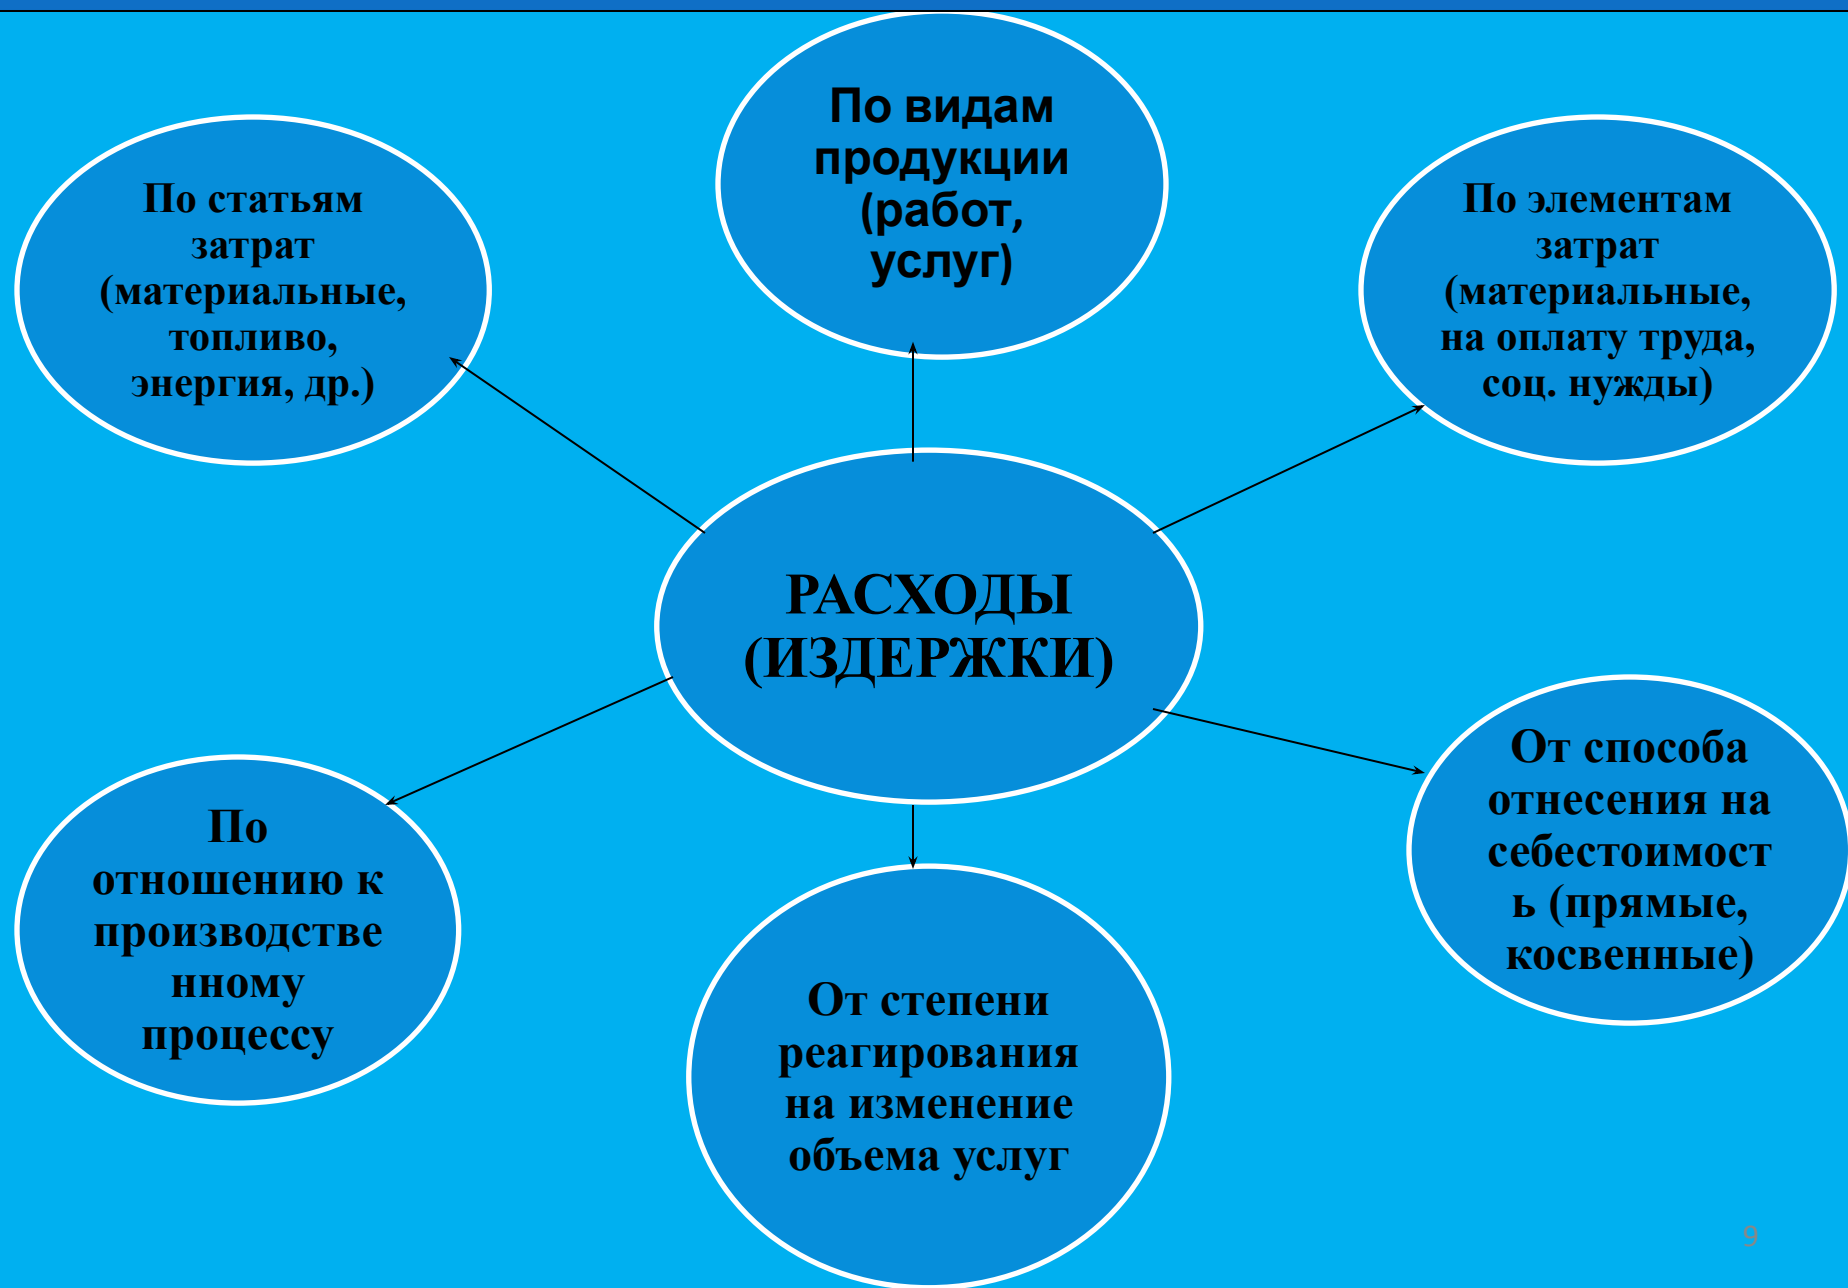 По видам
продукции
(работ,
услуг)
По статьям
затрат
(материальные,
топливо,
энергия, др.)
По элементам
затрат
(материальные,
на оплату труда,
соц. нужды)
РАСХОДЫ
(ИЗДЕРЖКИ)
От способа
отнесения на
себестоимост
ь (прямые,
косвенные)
По
отношению к
производстве
нному
процессу
От степени
реагирования
на изменение
объема услуг
9